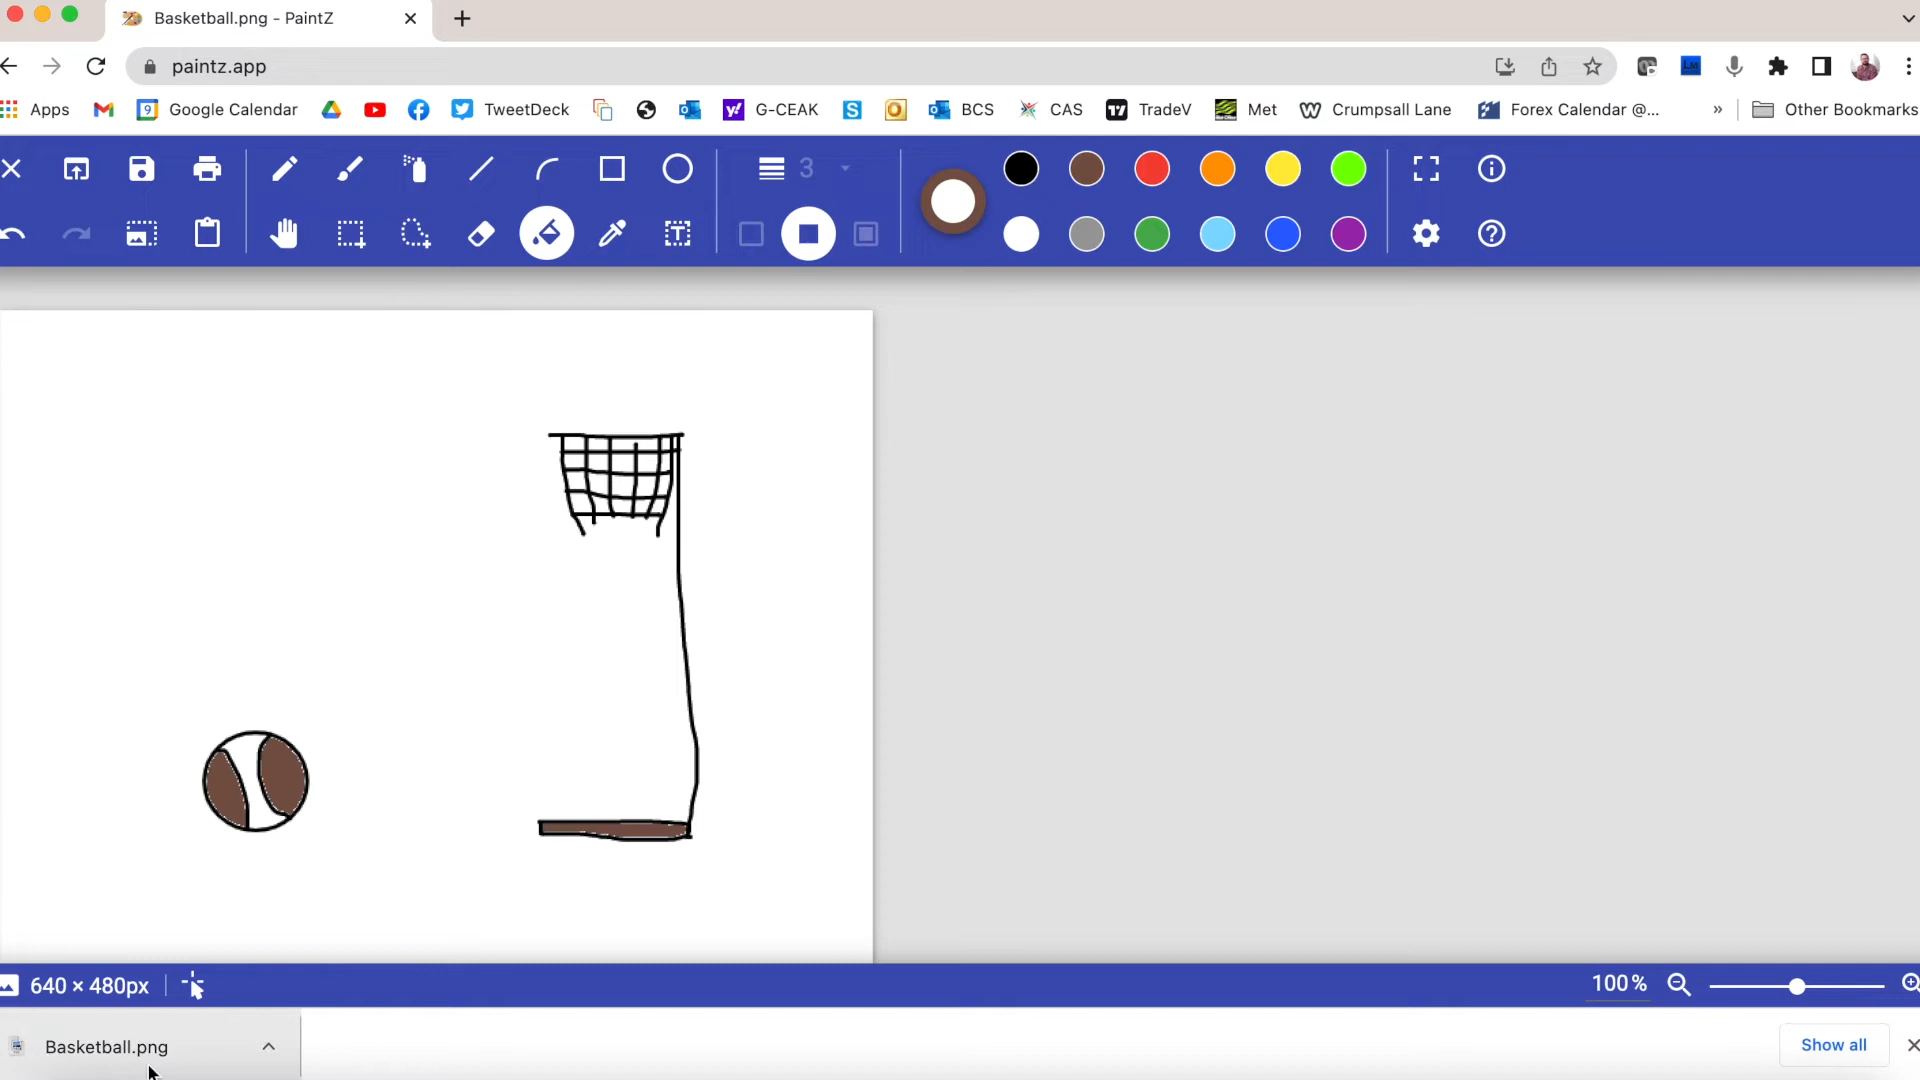 Basketball.png - PaintZ
paintz.app
Apps
9 Google Calendar
TweetDeck
y! G-CEAK
S
BCS
CAS
TradeV
Met
Crumpsall Lane
Forex Calendar @...
»
Other Bookmarks
3
640 × 480px
100%
Basketball.png
Show all